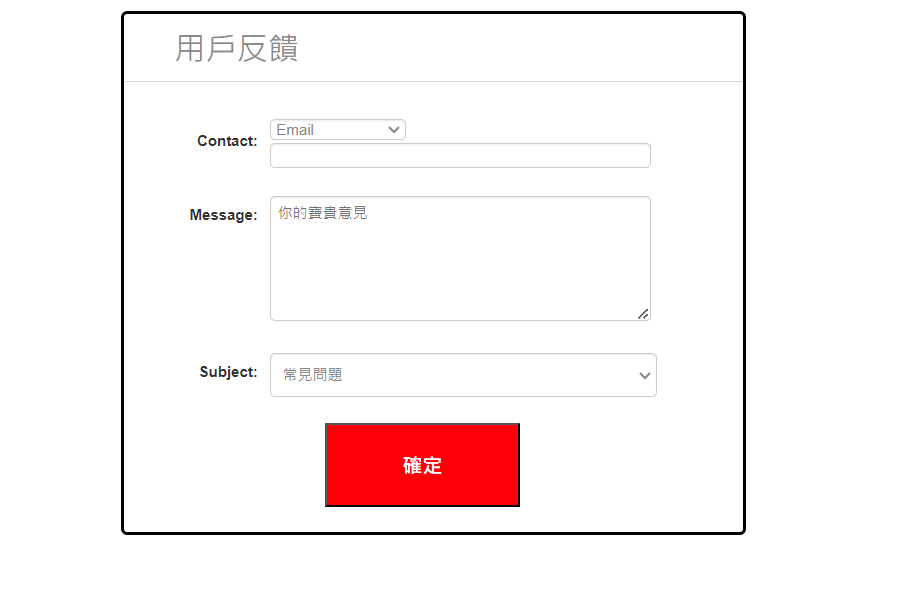 用戶反饋
Contact:
Email
Message:
你的寶貴意見
Subject:
常見問題
確定